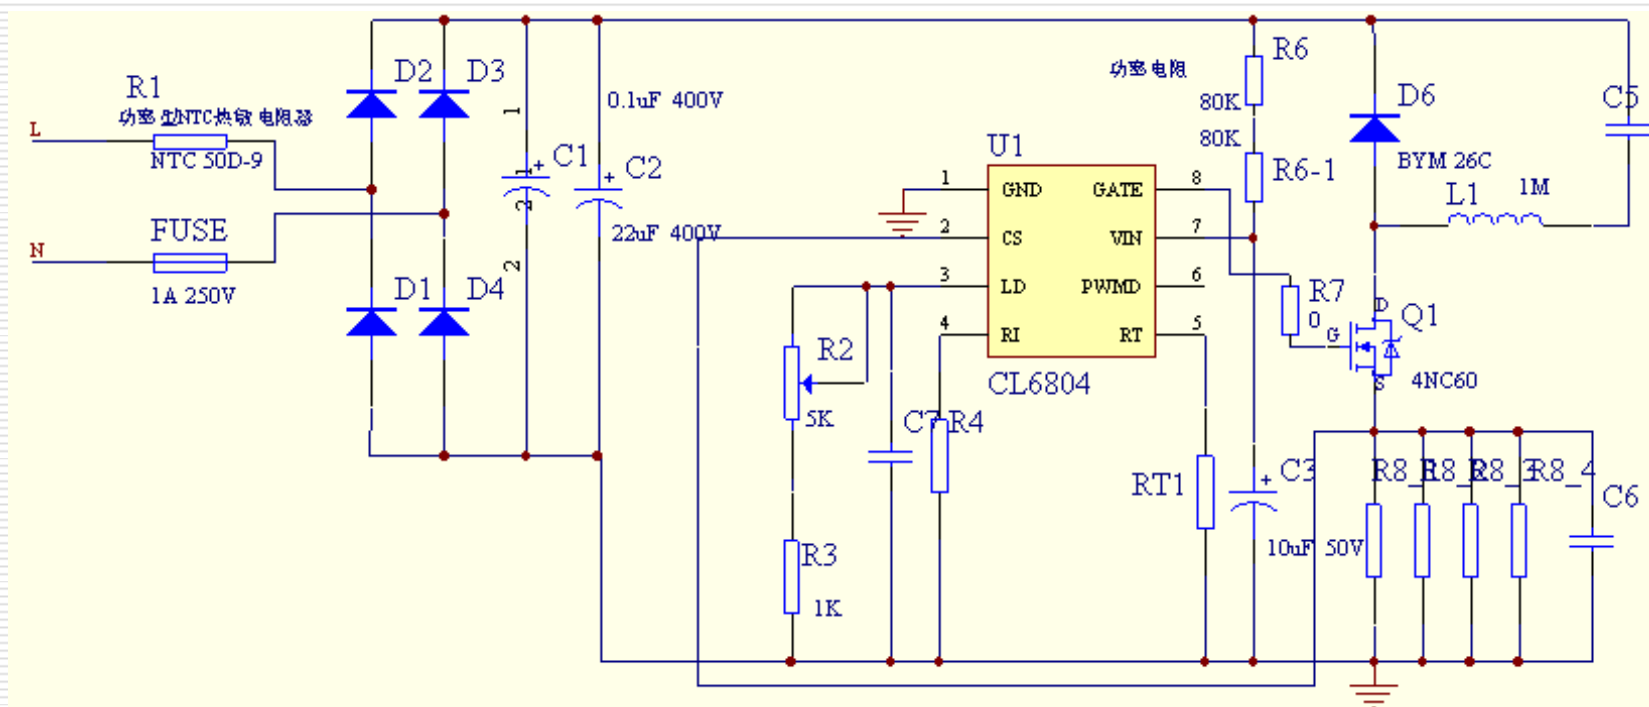 R1
功率型NTC热敏电阻器
L
NTC 50D-9
FUSE
N
1A 250V
D2
D3
D1
D4
1
1
2
2
C1
0.1uF 400V
C2
22uF 400V
U1
1
GND
GATE
8
2
CS
VIN
7
3
LD
PWMD
6
4
RI
RT
5
CL6804
R2
5K
R3
1K
C7
R4
RT1
功率电阻
R6
80K
80K
R6-1
R7
0
C3
10uF 50V
D6
BYM 26C
L1
1M
C5
D
G
S
Q1
4NC60
R8_1
R8_2
R8_3
R8_4
C6